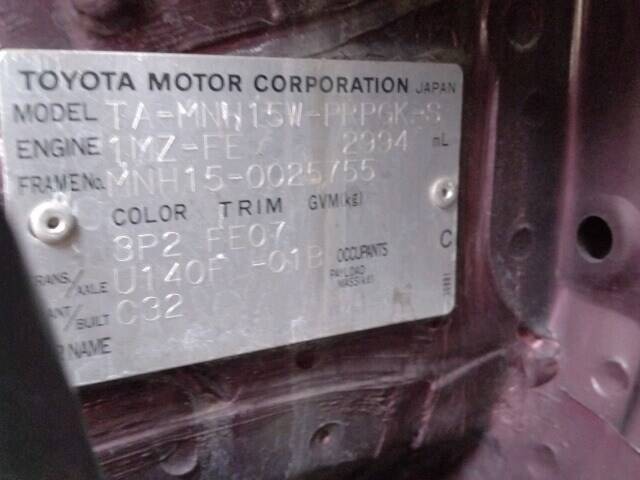 TOYOTA MOTOR CORPORATION JAPAN
MODEL TA-MNH15W-PRPGK-S
ENGINE 1MZ-FE 2994 mL
FRAME No. MNH15-0025755
COLOR TRIM GVM(kg)
3P2 FE07
TRANS/AXLE U140F -01B OCCUPANTS C
PAYLOAD MASS(kg)
PLANT/BUILT C32
NAME